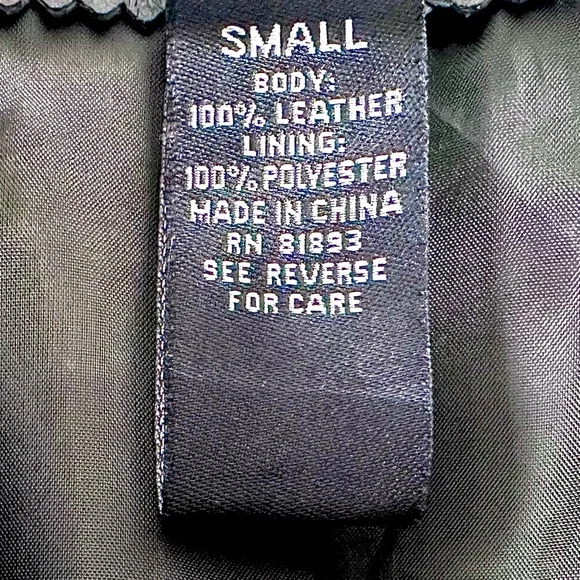 SMALL
BODY:
100% LEATHER
LINING:
100% POLYESTER
MADE IN CHINA
RN 81893
SEE REVERSE
FOR CARE